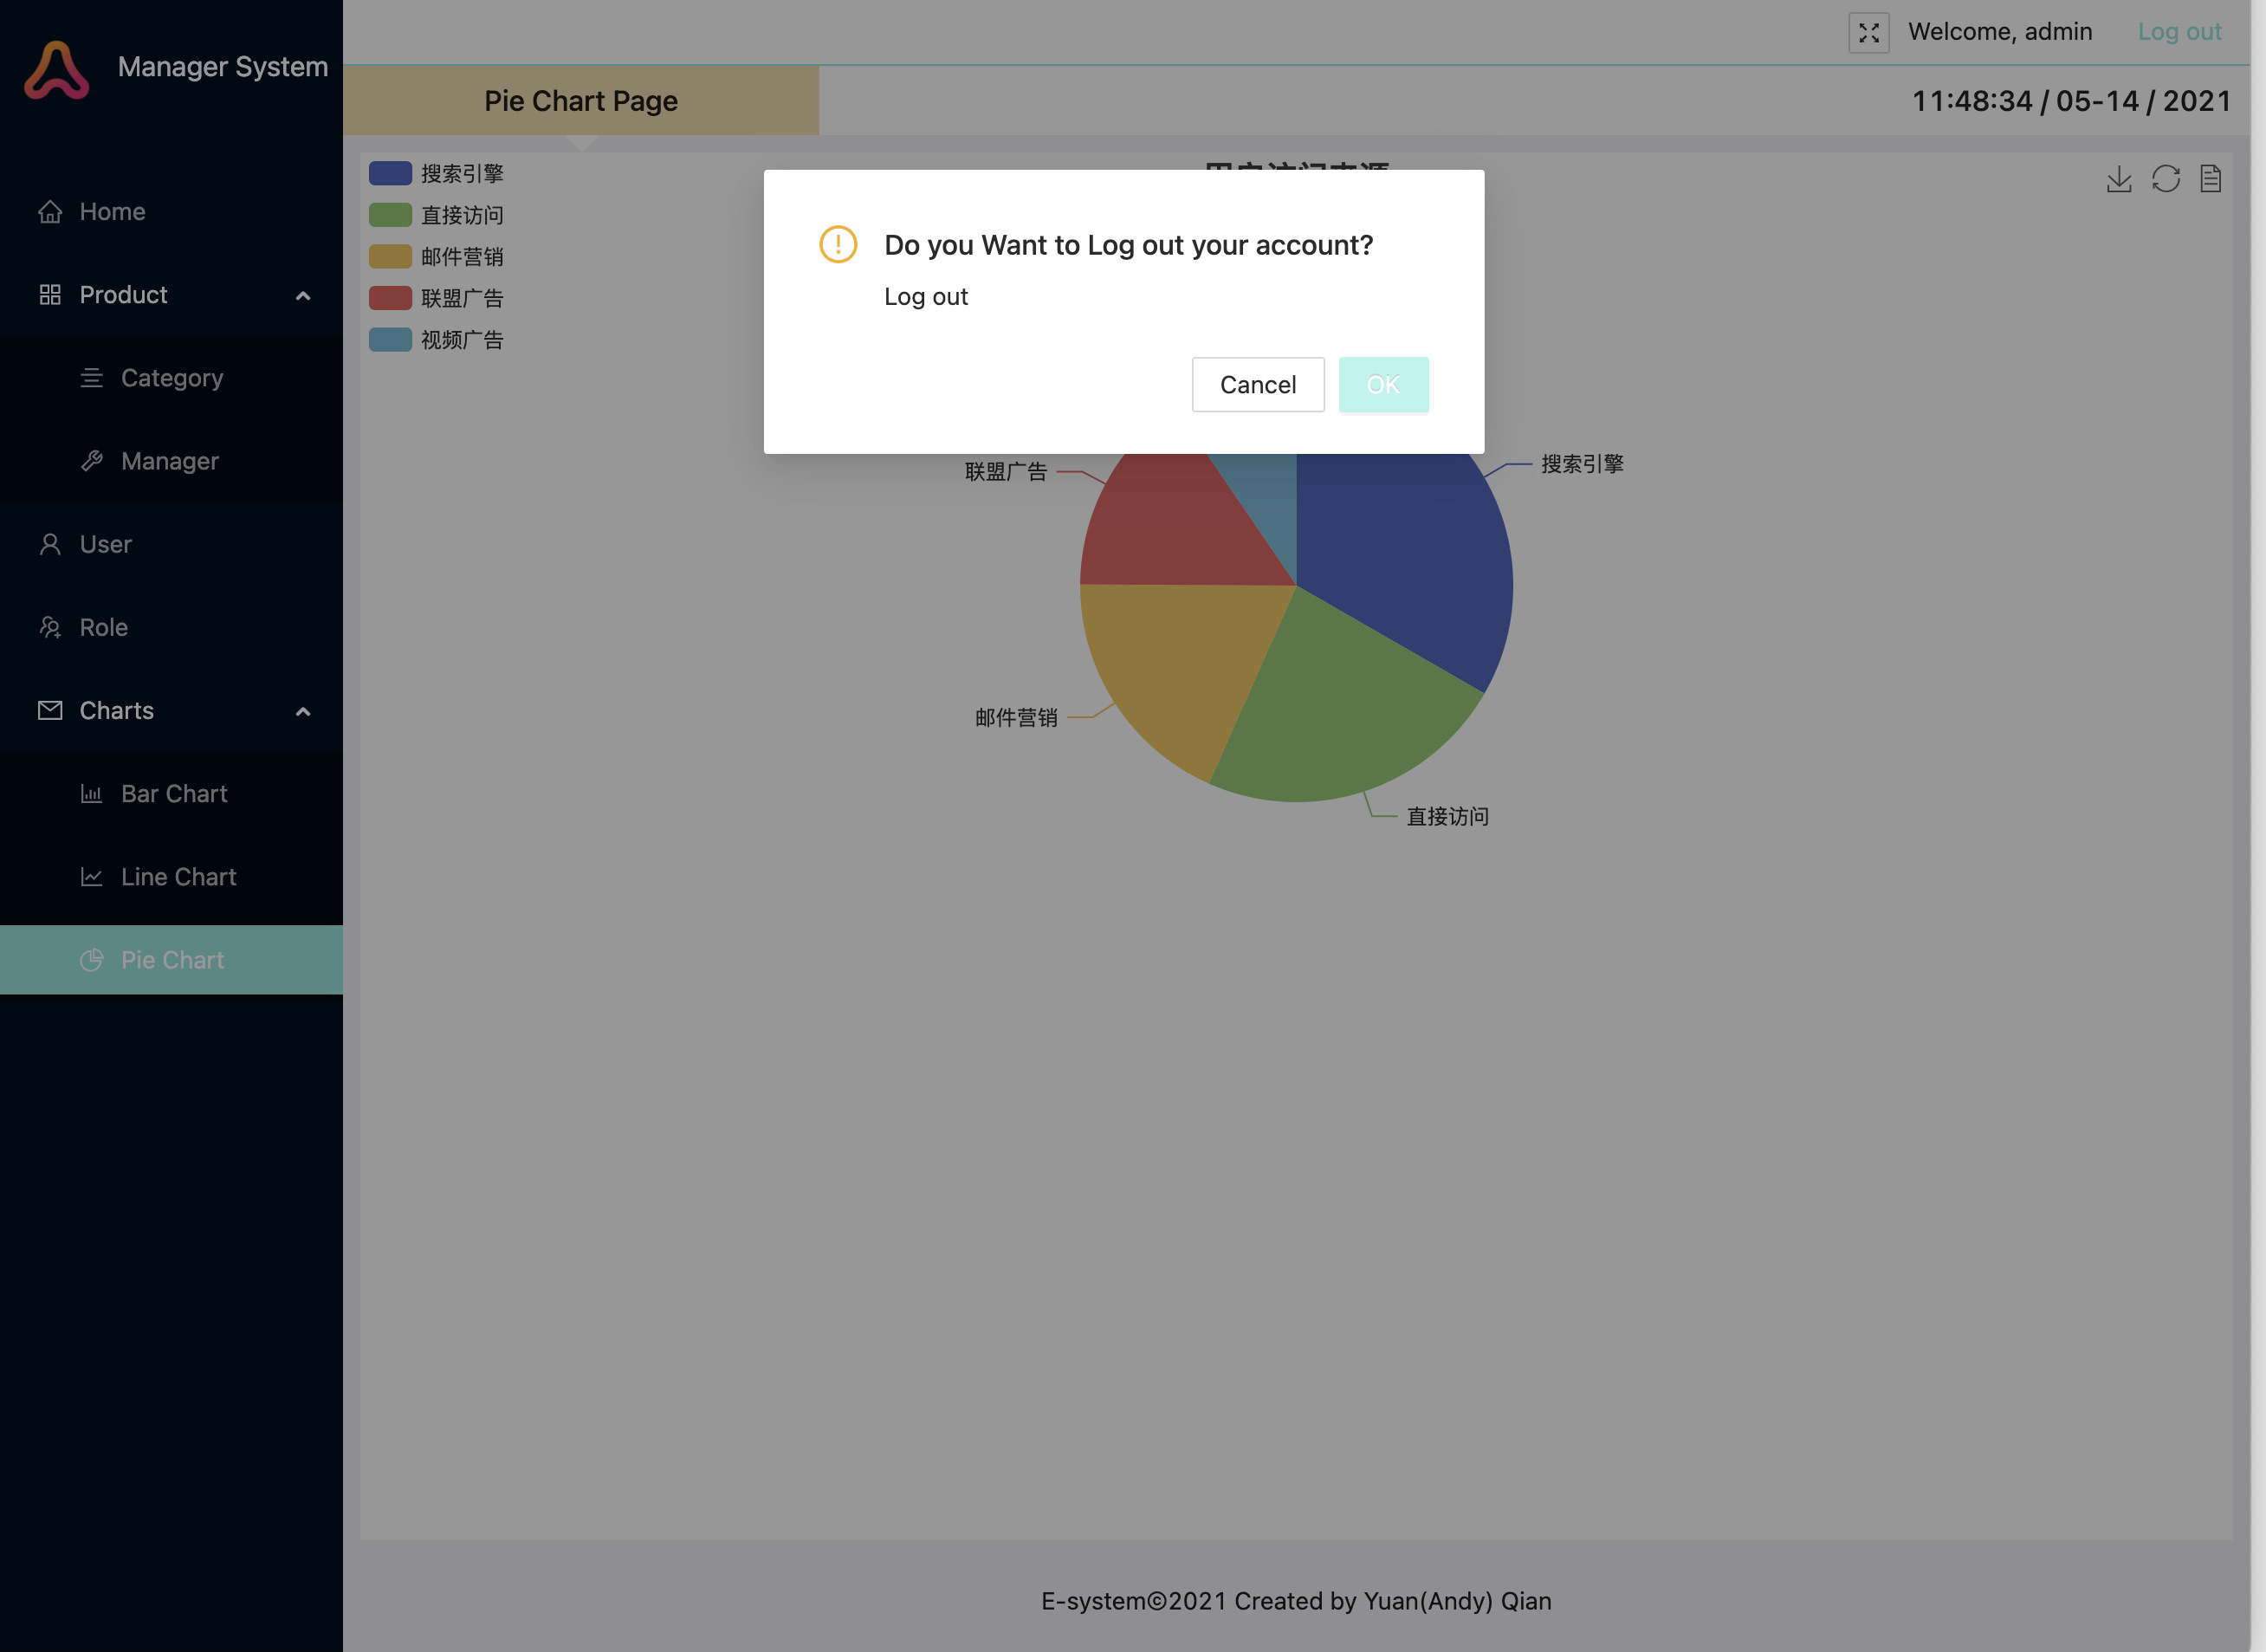 Manager System
Welcome, admin
Log out
Pie Chart Page
11:48:34 / 05-14 / 2021
Home
Product
Category
Manager
User
Role
Charts
Bar Chart
Line Chart
Pie Chart
搜索引擎
直接访问
邮件营销
联盟广告
视频广告
Do you Want to Log out your account?
Log out
Cancel
OK
联盟广告
搜索引擎
邮件营销
直接访问
E-system©2021 Created by Yuan(Andy) Qian